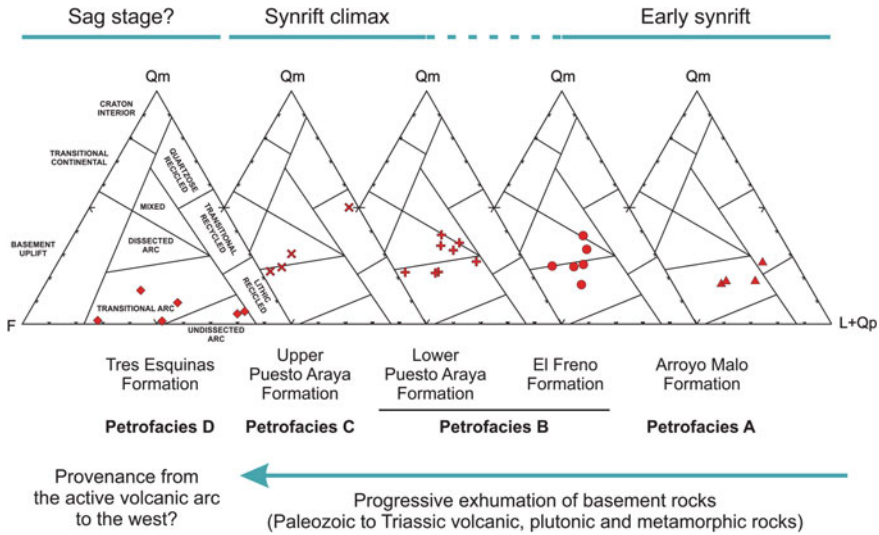 Sag stage?
Synrift climax
Early synrift
Qm
Qm
Qm
Qm
Qm
CRATON
INTERIOR
TRANSITIONAL
CONTINENTAL
QUARTZOSE
RECYCLED
MIXED
TRANSITIONAL
RECYCLED
DISSECTED
ARC
BASEMENT
UPLIFT
LITHIC
RECYCLED
TRANSITIONAL ARC
UNDISSECTED
ARC
F
L+Qp
Tres Esquinas
Formation
Upper
Puesto Araya
Formation
Lower
Puesto Araya
Formation
El Freno
Formation
Arroyo Malo
Formation
Petrofacies D
Petrofacies C
Petrofacies B
Petrofacies A
Provenance from
the active volcanic arc
to the west?
Progressive exhumation of basement rocks
(Paleozoic to Triassic volcanic, plutonic and metamorphic rocks)